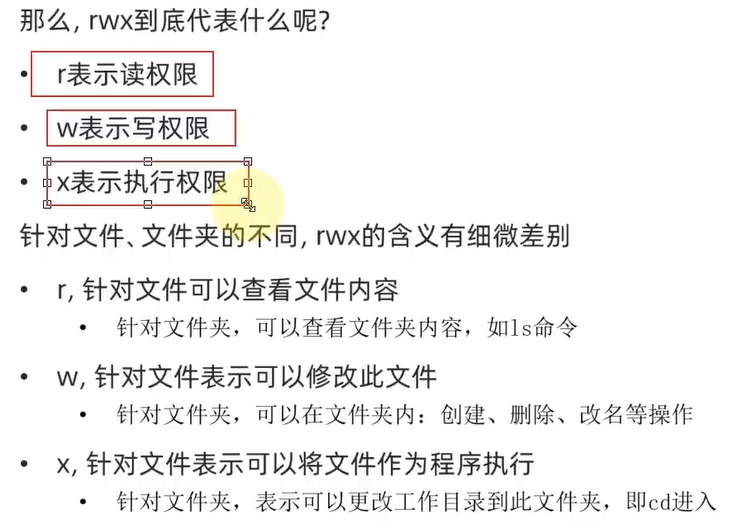 那么, rwx到底代表什么呢?
• r表示读权限
• w表示写权限
• x表示执行权限
针对文件、文件夹的不同, rwx的含义有细微差别
• r, 针对文件可以查看文件内容
• 针对文件夹，可以查看文件夹内容，如ls命令
• w, 针对文件表示可以修改此文件
• 针对文件夹，可以在文件夹内：创建、删除、改名等操作
• x, 针对文件表示可以将文件作为程序执行
• 针对文件夹，表示可以更改工作目录到此文件夹，即cd进入